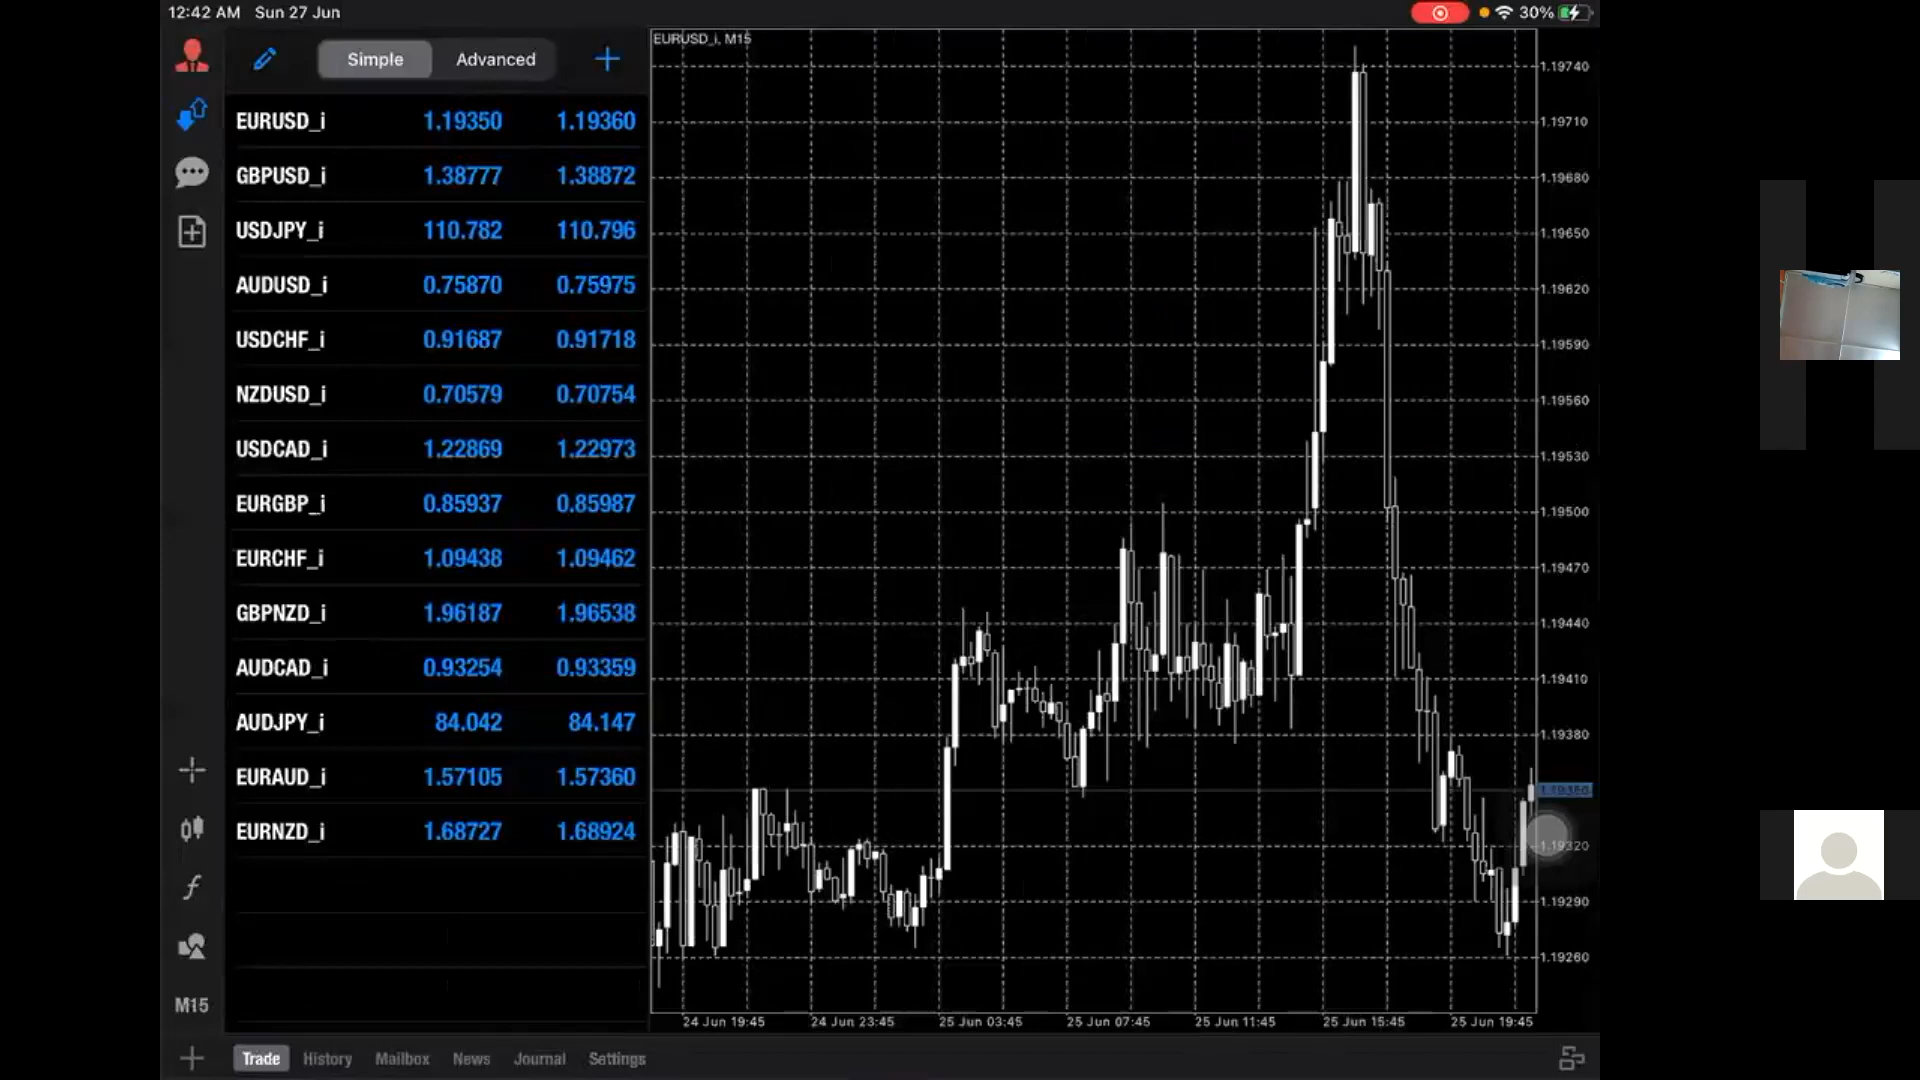 12:42 AM Sun 27 Jun
30%
Simple Advanced
EURUSD_i 1.19350 1.19360
GBPUSD_i 1.38777 1.38872
USDJPY_i 110.782 110.796
AUDUSD_i 0.75870 0.75975
USDCHF_i 0.91687 0.91718
NZDUSD_i 0.70579 0.70754
USDCAD_i 1.22869 1.22973
EURGBP_i 0.85937 0.85987
EURCHF_i 1.09438 1.09462
GBPNZD_i 1.96187 1.96538
AUDCAD_i 0.93254 0.93359
AUDJPY_i 84.042 84.147
EURAUD_i 1.57105 1.57360
EURNZD_i 1.68727 1.68924
M15
Trade History Mailbox News Journal Settings
EURUSD_i, M15
1.19740
1.19710
1.19680
1.19650
1.19620
1.19590
1.19560
1.19530
1.19500
1.19470
1.19440
1.19410
1.19380
1.19320
1.19290
1.19260
24 Jun 19:45 24 Jun 23:45 25 Jun 03:45 25 Jun 07:45 25 Jun 11:45 25 Jun 15:45 25 Jun 19:45